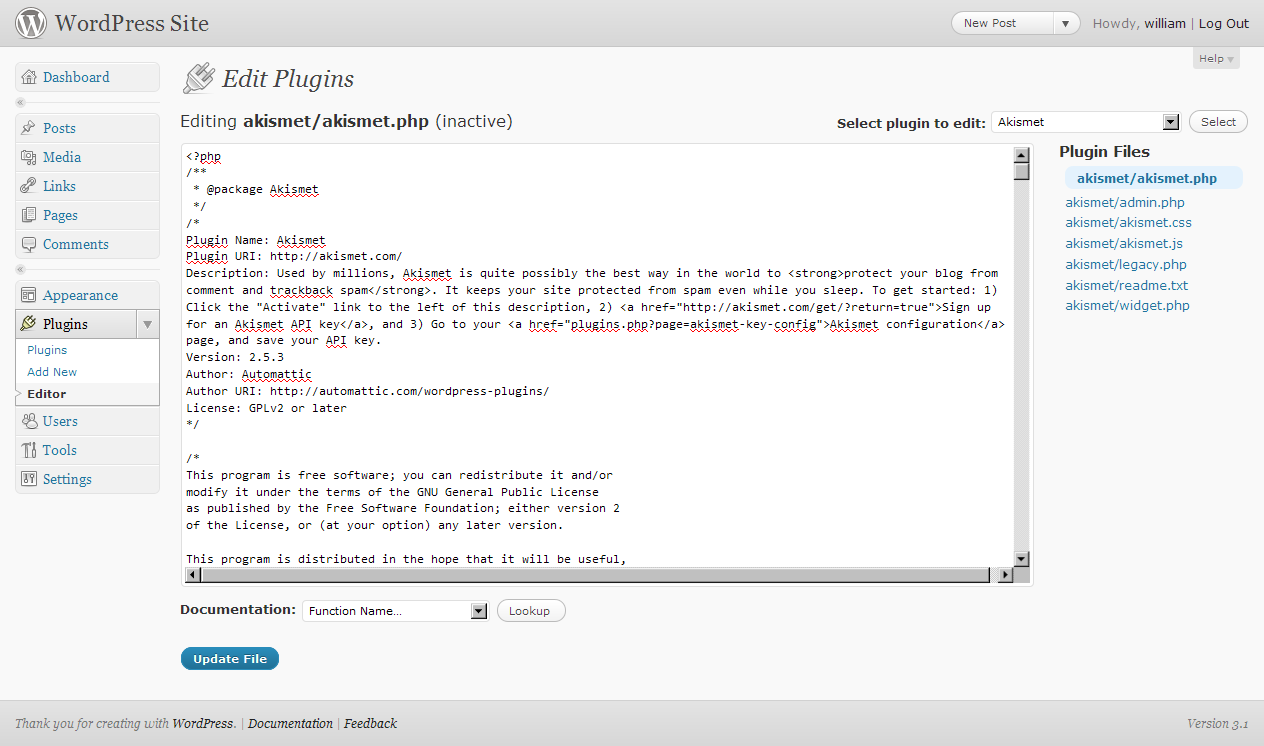 WordPress Site
New Post
Howdy, william | Log Out
Help
Dashboard
Posts
Media
Links
Pages
Comments
Appearance
Plugins
Plugins
Add New
Editor
Users
Tools
Settings
Edit Plugins
Editing akismet/akismet.php (inactive)
Select plugin to edit: Akismet Select
<?php
/**
 * @package Akismet
 */
/*
Plugin Name: Akismet
Plugin URI: http://akismet.com/
Description: Used by millions, Akismet is quite possibly the best way in the world to <strong>protect your blog from
comment and trackback spam</strong>. It keeps your site protected from spam even while you sleep. To get started: 1)
Click the "Activate" link to the left of this description, 2) <a href="http://akismet.com/get/?return=true">Sign up
for an Akismet API key</a>, and 3) Go to your <a href="plugins.php?page=akismet-key-config">Akismet configuration</a>
page, and save your API key.
Version: 2.5.3
Author: Automattic
Author URI: http://automattic.com/wordpress-plugins/
License: GPLv2 or later
*/
/*
This program is free software; you can redistribute it and/or
modify it under the terms of the GNU General Public License
as published by the Free Software Foundation; either version 2
of the License, or (at your option) any later version.
This program is distributed in the hope that it will be useful,
Plugin Files
akismet/akismet.php
akismet/admin.php
akismet/akismet.css
akismet/akismet.js
akismet/legacy.php
akismet/readme.txt
akismet/widget.php
Documentation: Function Name... Lookup
Update File
Thank you for creating with WordPress. | Documentation | Feedback
Version 3.1